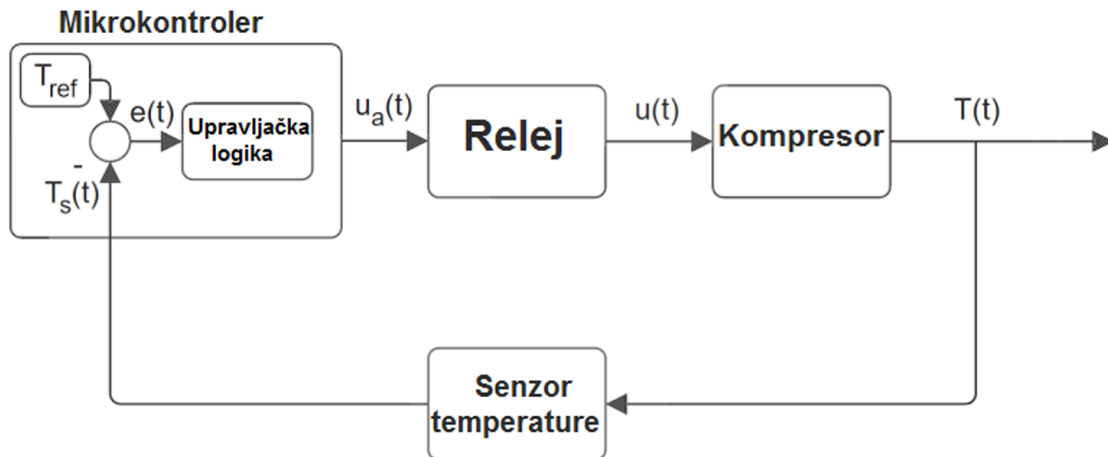 Mikrokontroler
T_ref
e(t)
Upravljačka
logika
u_a(t)
Relej
u(t)
Kompresor
T(t)
-
T_s(t)
Senzor
temperature